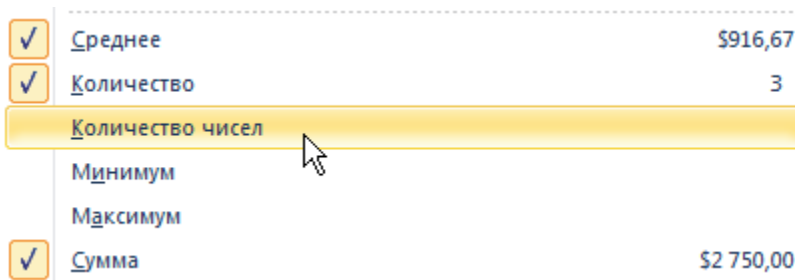 Среднее $916,67
Количество 3
Количество чисел
Минимум
Максимум
Сумма $2 750,00